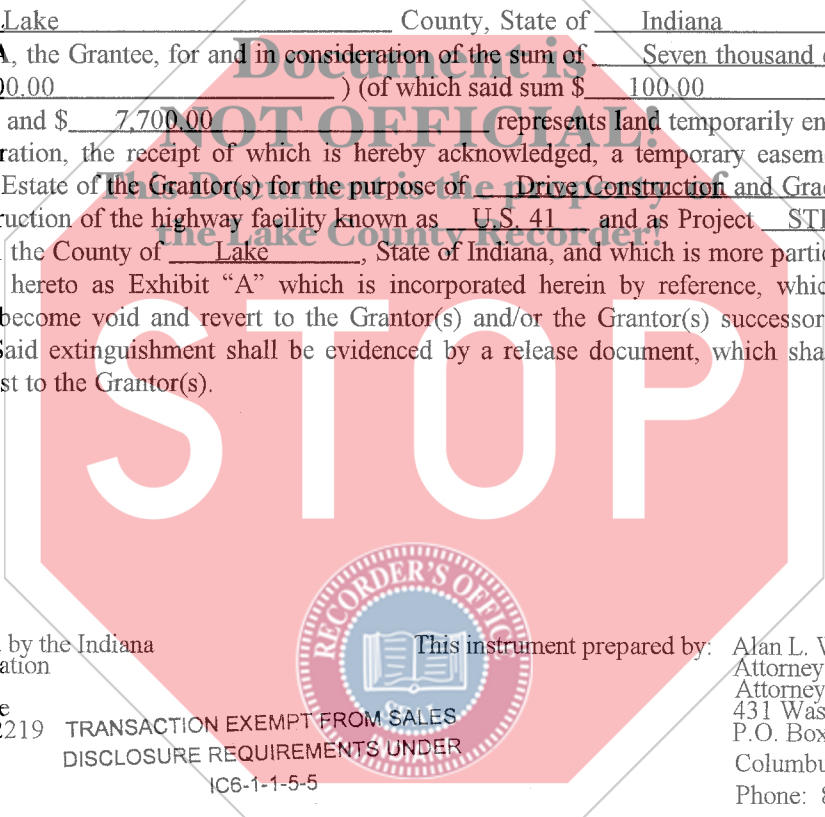 Lake County, State of Indiana
A, the Grantee, for and in consideration of the sum of Seven thousand
00.00 ) (of which said sum $ 100.00
and $ 7,700.00 represents land temporarily en
ration, the receipt of which is hereby acknowledged, a temporary easem
Estate of the Grantor(s) for the purpose of Drive Construction and Grad
ruction of the highway facility known as U.S. 41 and as Project ST
the County of Lake , State of Indiana, and which is more partic
hereto as Exhibit “A” which is incorporated herein by reference, whic
become void and revert to the Grantor(s) and/or the Grantor(s) successor
Said extinguishment shall be evidenced by a release document, which sha
st to the Grantor(s).
Document is
NOT OFFICIAL!
This Document is the property of
the Lake County Recorder!
STOP
RECORDER'S OFFICE
SEAL
by the Indiana
ation
e
2219
This instrument prepared by: Alan L. W
Attorney
Attorney
431 Was
P.O. Box
Columbu
Phone: 8
TRANSACTION EXEMPT FROM SALES
DISCLOSURE REQUIREMENTS UNDER
IC6-1-1-5-5